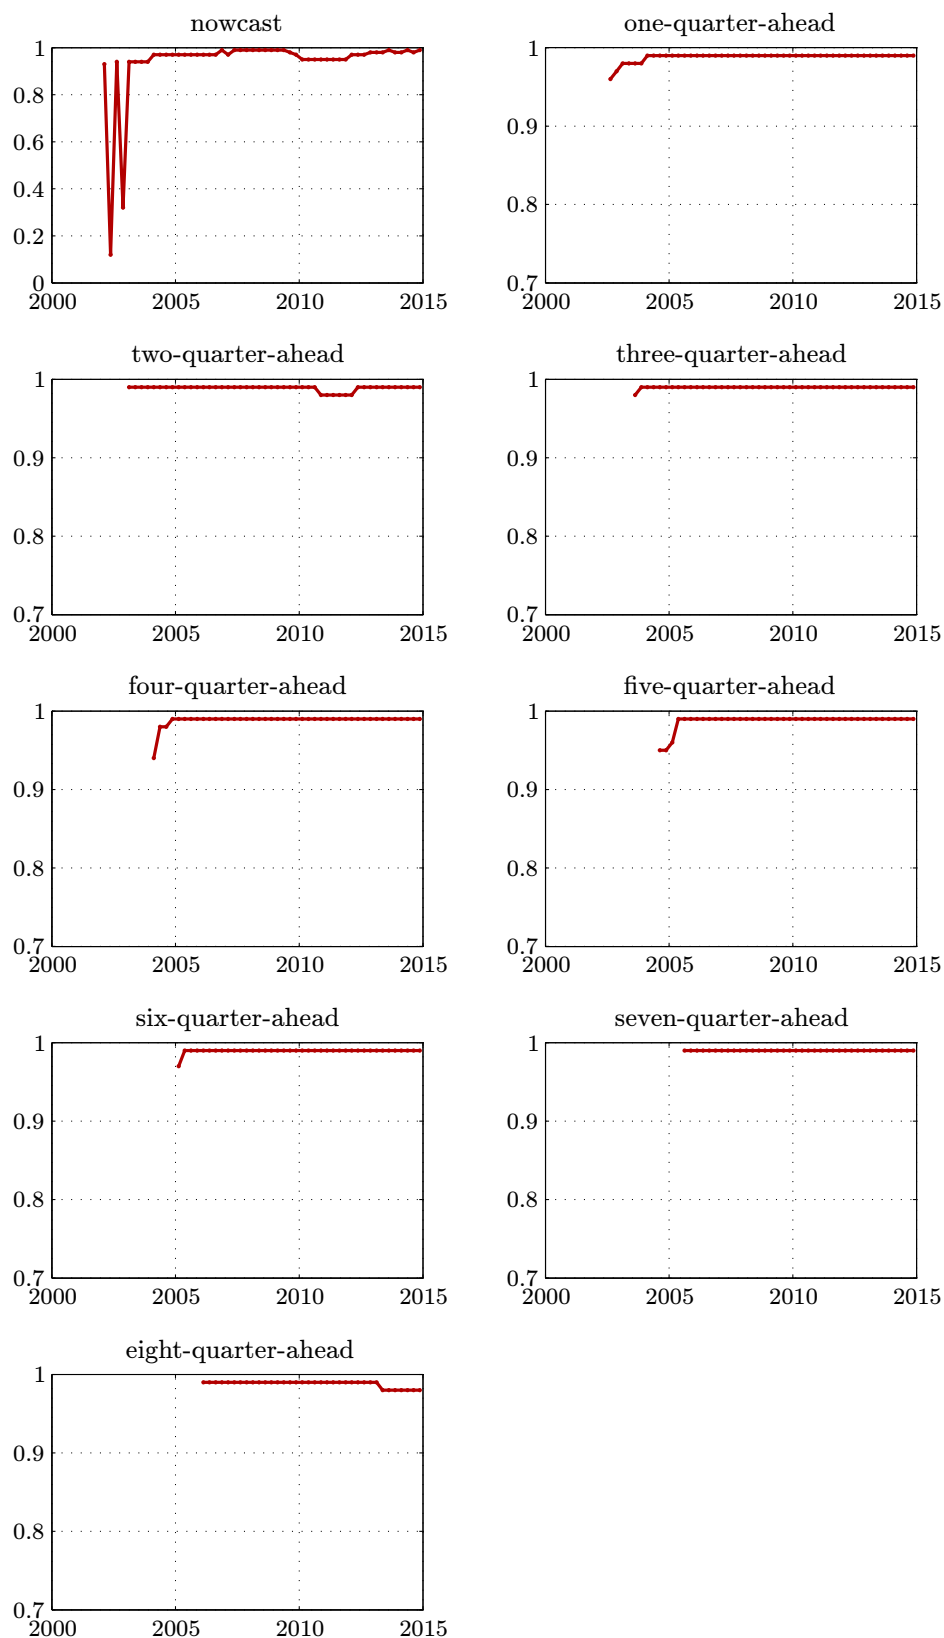 nowcast
1
0.8
0.6
0.4
0.2
0
2000 2005 2010 2015
one-quarter-ahead
1
0.9
0.8
0.7
2000 2005 2010 2015
two-quarter-ahead
1
0.9
0.8
0.7
2000 2005 2010 2015
three-quarter-ahead
1
0.9
0.8
0.7
2000 2005 2010 2015
four-quarter-ahead
1
0.9
0.8
0.7
2000 2005 2010 2015
five-quarter-ahead
1
0.9
0.8
0.7
2000 2005 2010 2015
six-quarter-ahead
1
0.9
0.8
0.7
2000 2005 2010 2015
seven-quarter-ahead
1
0.9
0.8
0.7
2000 2005 2010 2015
eight-quarter-ahead
1
0.9
0.8
0.7
2000 2005 2010 2015